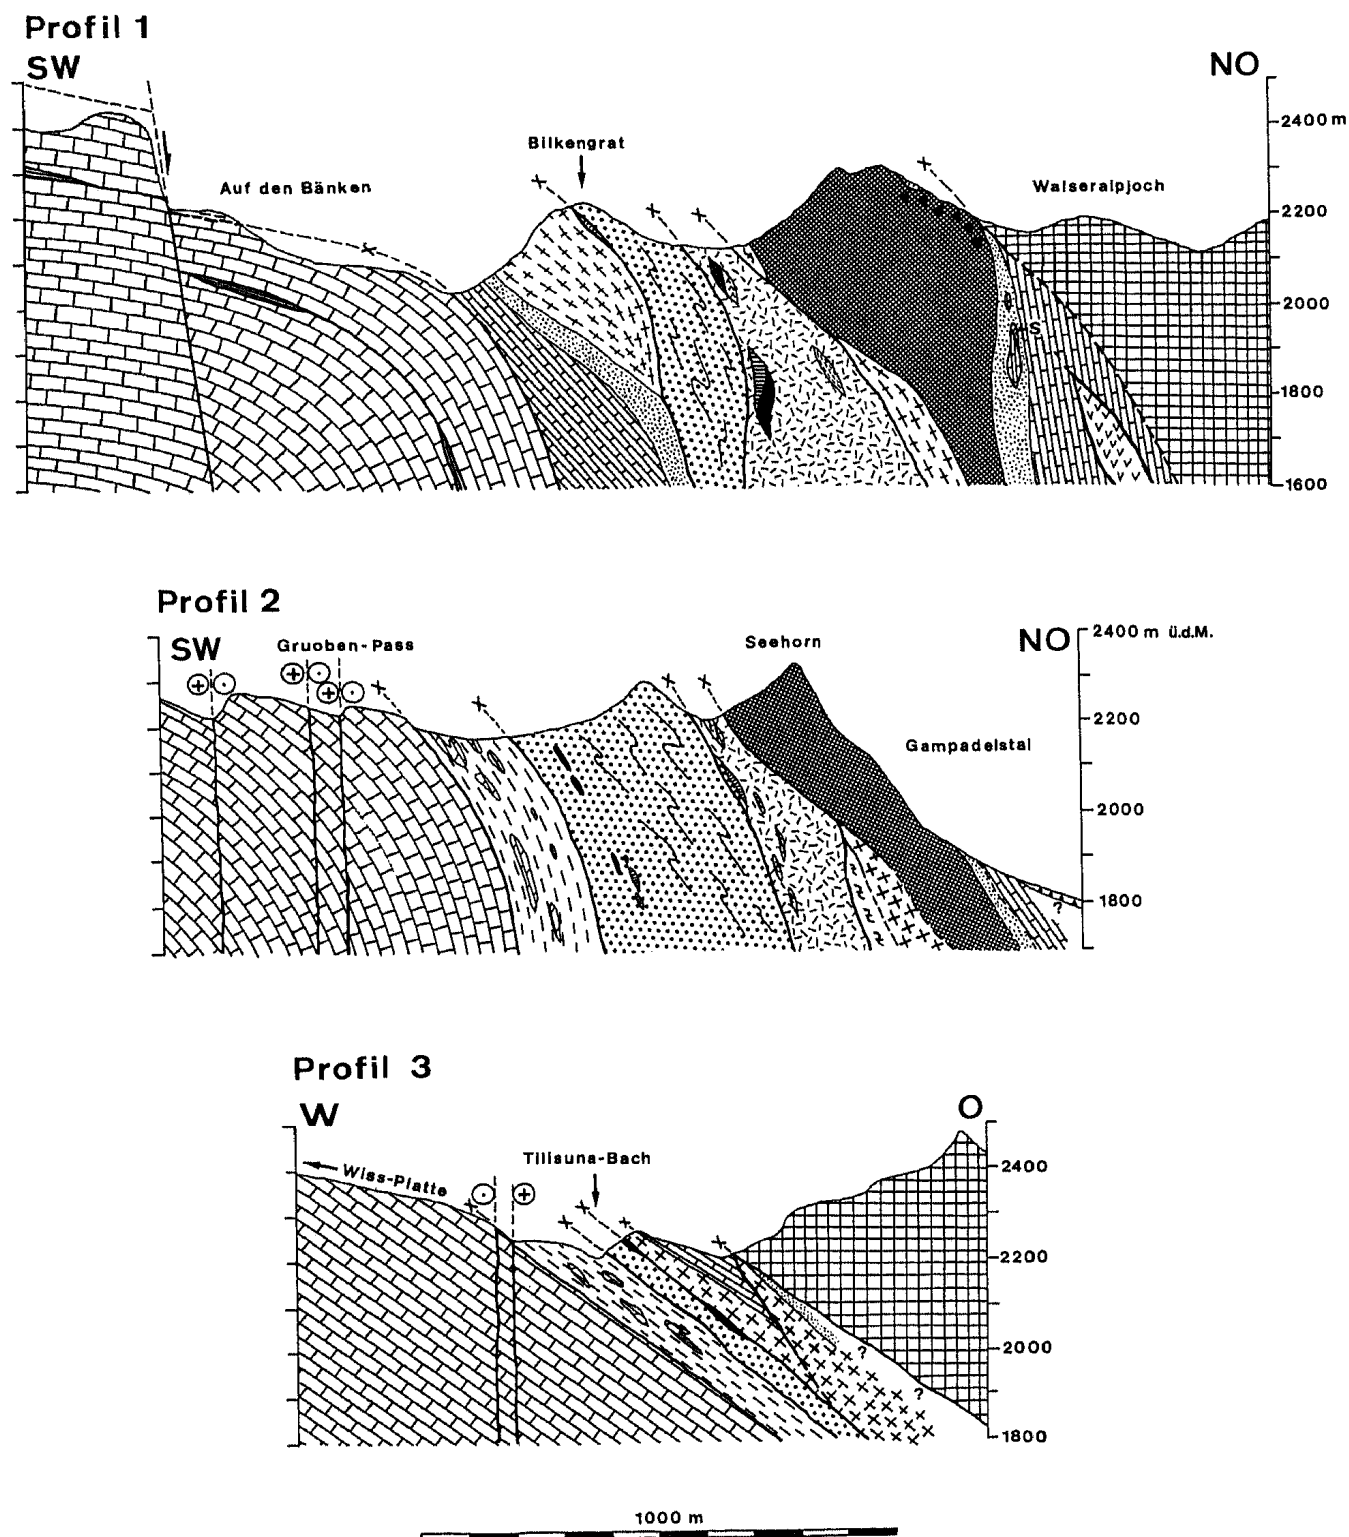 Profil 1
SW
NO
2400 m
Bilkengrat
Auf den Bänken
Walseralpjoch
2200
2000
S
1800
1600
Profil 2
SW
Gruoben-Pass
Seehorn
NO
2400 m ü.d.M.
2200
Gampadelstal
2000
1800
?
Profil 3
W
O
Tilisuna-Bach
Wiss-Platte
2400
2200
2000
?
?
1800
1000 m